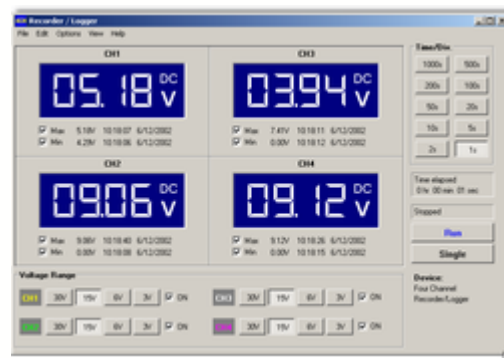 Recorder / Logger
File Edit Options View Help
CH1
05.18 DC V
Max 5.18V 10:18:07 6/12/2002
Min 4.29V 10:18:06 6/12/2002
CH3
03.94 DC V
Max 7.41V 10:18:11 6/12/2002
Min 0.00V 10:18:12 6/12/2002
CH2
09.06 DC V
Max 9.08V 10:18:40 6/12/2002
Min 0.00V 10:18:08 6/12/2002
CH4
09.12 DC V
Max 9.12V 10:18:26 6/12/2002
Min 0.00V 10:18:15 6/12/2002
Time/Div.
1000s 500s
200s 100s
50s 20s
10s 5s
2s 1s
Time elapsed
0 hr 00 min 01 sec
Stopped
Run
Single
Voltage Range
CH1 30V 15V 6V 3V ON
CH3 30V 15V 6V 3V ON
CH2 30V 15V 6V 3V ON
CH4 30V 15V 6V 3V ON
Device:
Four Channel
Recorder/Logger